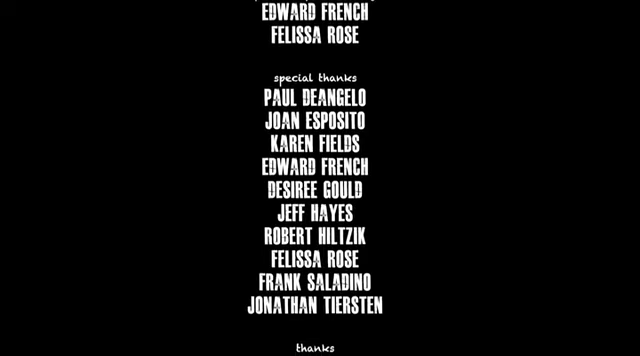 EDWARD FRENCH
FELISSA ROSE
special thanks
PAUL DEANGELO
JOAN ESPOSITO
KAREN FIELDS
EDWARD FRENCH
DESIREE GOULD
JEFF HAYES
ROBERT HILTZIK
FELISSA ROSE
FRANK SALADINO
JONATHAN TIERSTEN
thanks